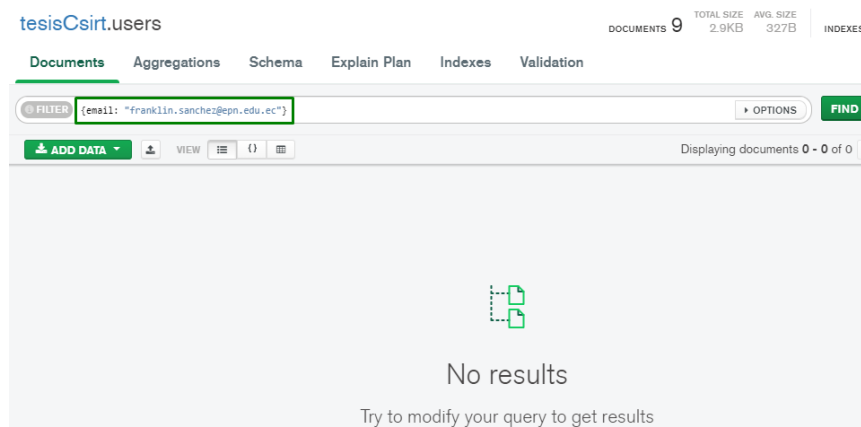 tesisCsirt.users
DOCUMENTS 9 TOTAL SIZE 2.9KB AVG. SIZE 327B INDEXES
Documents Aggregations Schema Explain Plan Indexes Validation
FILTER {email: "franklin.sanchez@epn.edu.ec"} OPTIONS FIND
ADD DATA VIEW {} Displaying documents 0 - 0 of 0
No results
Try to modify your query to get results